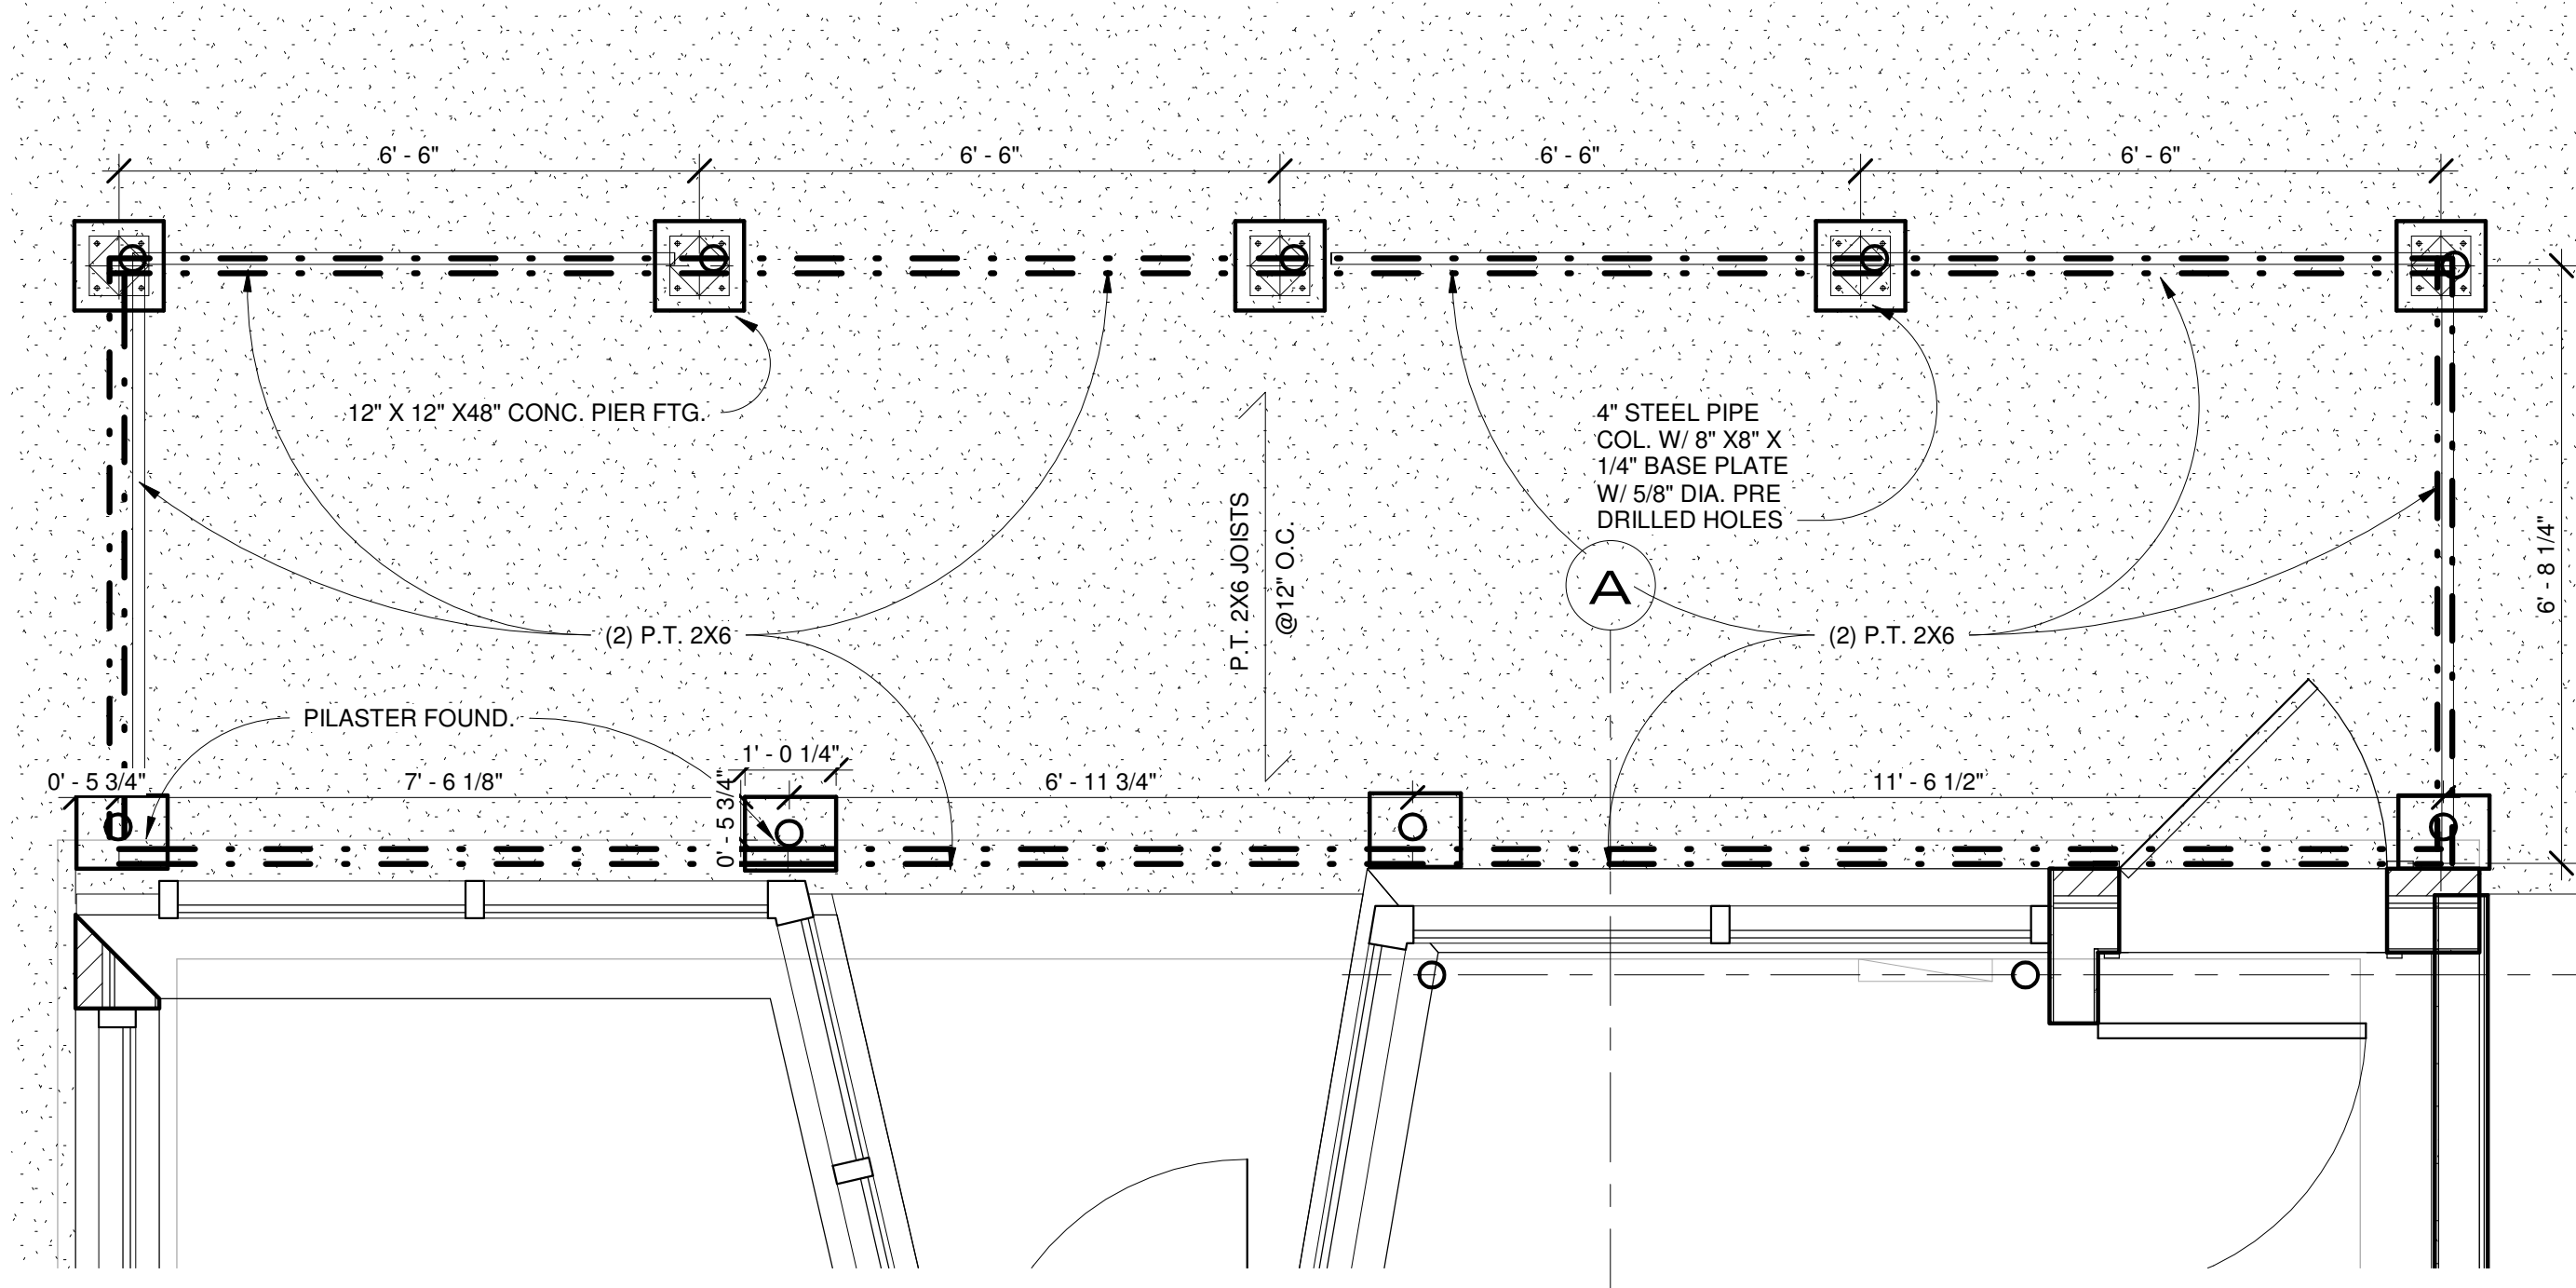 6' - 6"
6' - 6"
6' - 6"
6' - 6"
12" X 12" X48" CONC. PIER FTG.
4" STEEL PIPE
COL. W/ 8" X8" X
1/4" BASE PLATE
W/ 5/8" DIA. PRE
DRILLED HOLES
P.T. 2X6 JOISTS
@12" O.C.
A
6' - 8 1/4"
(2) P.T. 2X6
(2) P.T. 2X6
PILASTER FOUND.
1' - 0 1/4"
0' - 5 3/4"
7' - 6 1/8"
0' - 5 3/4"
6' - 11 3/4"
11' - 6 1/2"